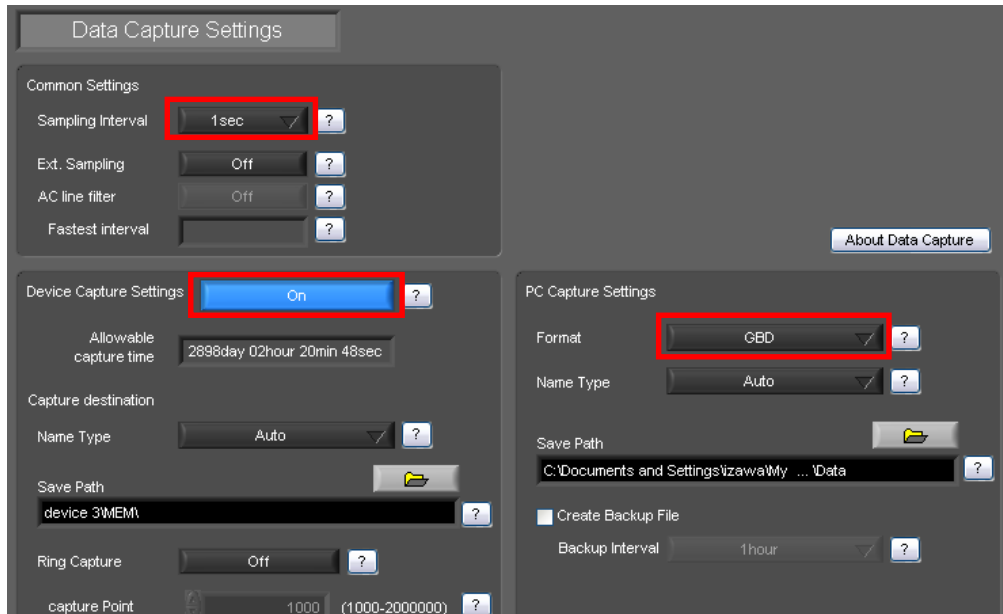 Data Capture Settings
Common Settings
Sampling Interval 1sec ?
Ext. Sampling Off ?
AC line filter Off ?
Fastest interval ?
About Data Capture
Device Capture Settings On ?
Allowable
capture time 2898day 02hour 20min 48sec
Capture destination
Name Type Auto ?
Save Path
device 3\MEM\ ?
Ring Capture Off ?
capture Point 1000 (1000-2000000) ?
PC Capture Settings
Format GBD ?
Name Type Auto ?
Save Path
C:\Documents and Settings\izawa\My ... \Data ?
Create Backup File
Backup Interval 1hour ?